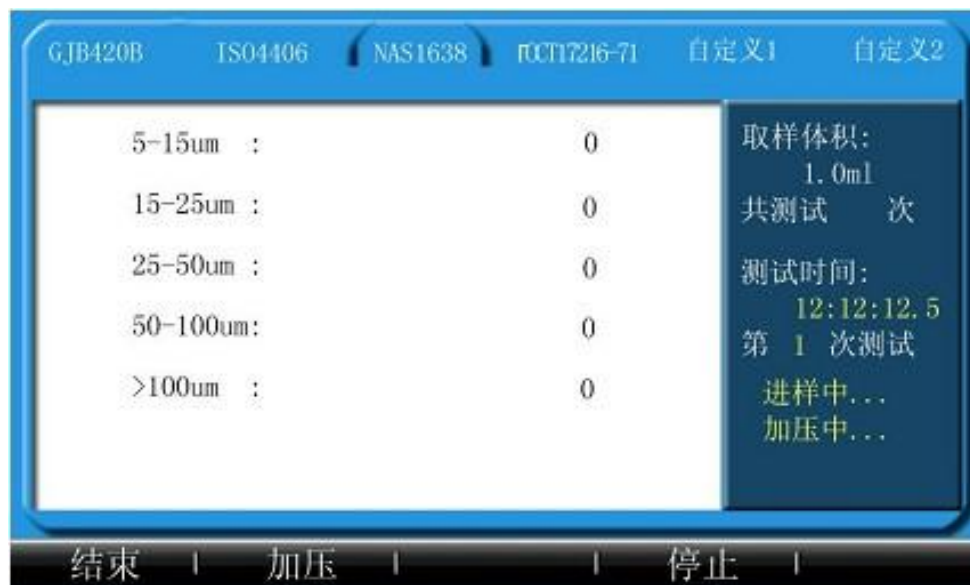 GJB420B ISO4406 NAS1638 ГОСТ17216-71 自定义1 自定义2
5-15um : 0
15-25um : 0
25-50um : 0
50-100um: 0
>100um : 0
取样体积:
1.0ml
共测试 次
测试时间:
12:12:12.5
第 1 次测试
进样中...
加压中...
结束 加压 停止